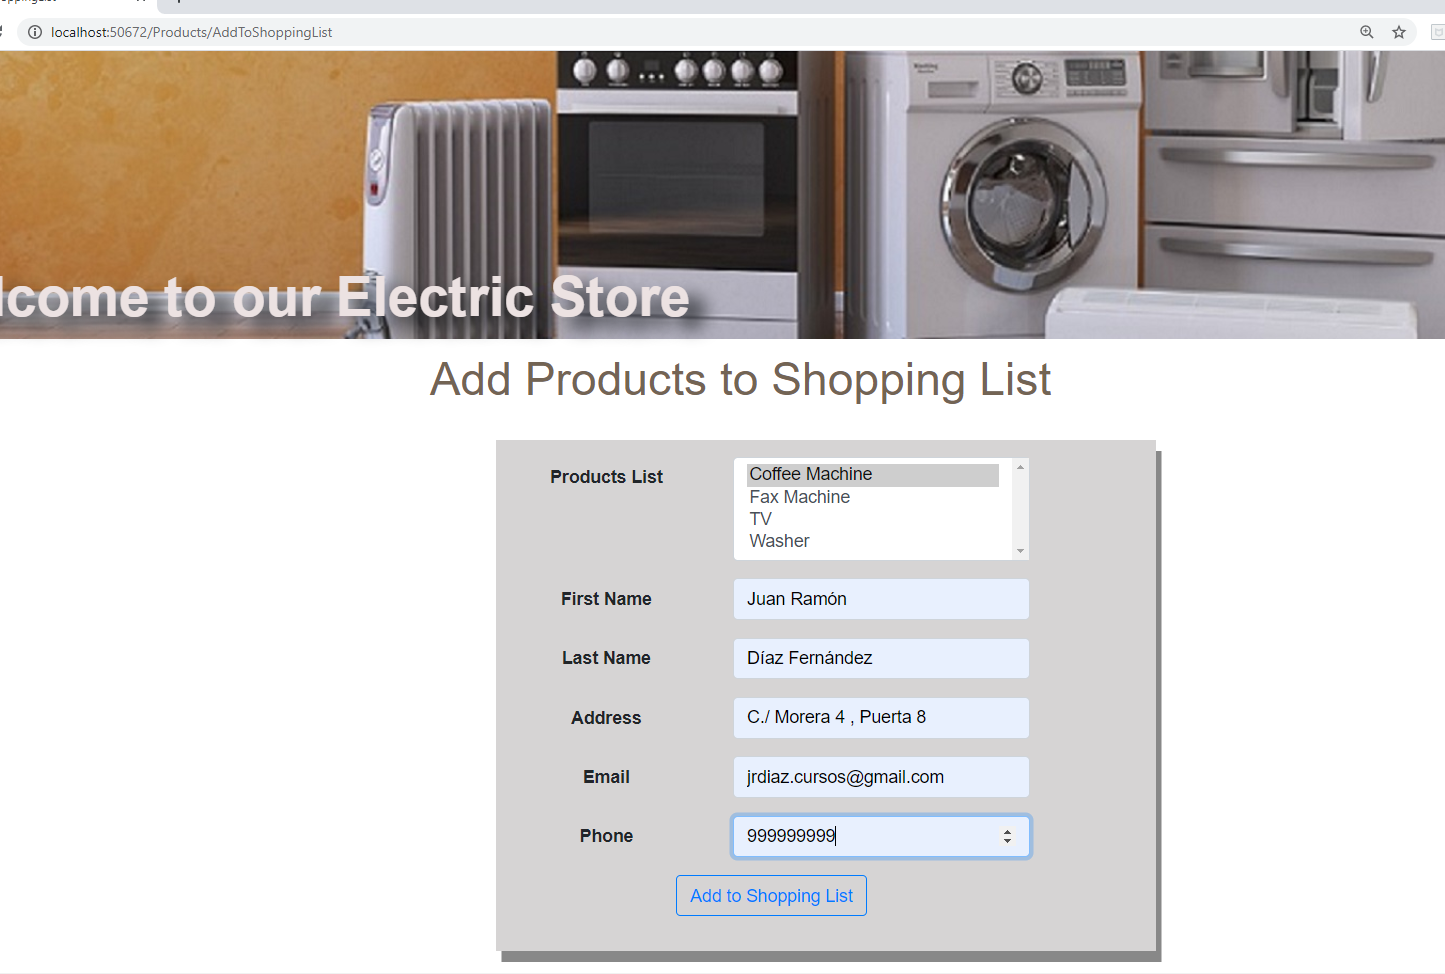 localhost:50672/Products/AddToShoppingList
lcome to our Electric Store
Add Products to Shopping List
Products List
Coffee Machine
Fax Machine
TV
Washer
First Name
Juan Ramón
Last Name
Díaz Fernández
Address
C./ Morera 4 , Puerta 8
Email
jrdiaz.cursos@gmail.com
Phone
999999999
Add to Shopping List